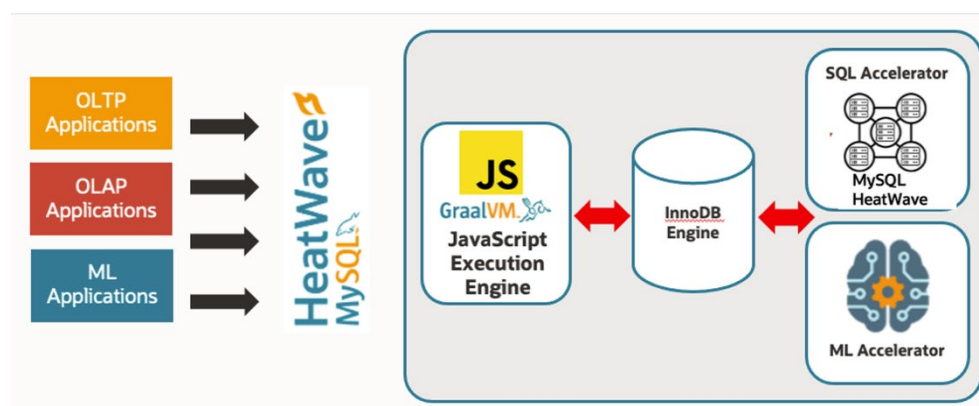 OLTP
Applications
OLAP
Applications
ML
Applications
HeatWave
MySQL
JS
GraalVM
JavaScript
Execution
Engine
InnoDB
Engine
SQL Accelerator
MySQL
HeatWave
ML Accelerator